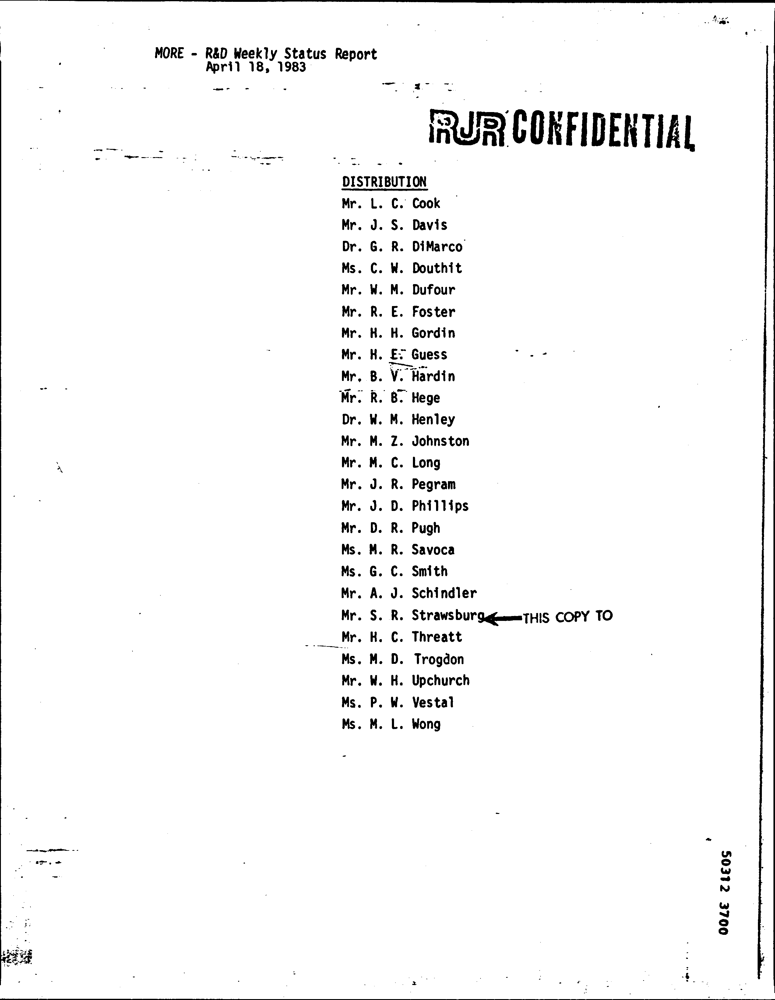 MORE - R&D Weekly Status Report
April 18, 1983
RJR CONFIDENTIAL
DISTRIBUTION
Mr. L. C. Cook
Mr. J. S. Davis
Dr. G. R. DiMarco
Ms. C. W. Douthit
Mr. W. M. Dufour
Mr. R. E. Foster
Mr. H. H. Gordin
Mr. H. E. Guess
Mr. B. V. Hardin
Mr. R. B. Hege
Dr. W. M. Henley
Mr. M. Z. Johnston
Mr. M. C. Long
Mr. J. R. Pegram
Mr. J. D. Phillips
Mr. D. R. Pugh
Ms. M. R. Savoca
Ms. G. C. Smith
Mr. A. J. Schindler
Mr. S. R. Strawsburg THIS COPY TO
Mr. H. C. Threatt
Ms. M. D. Trogdon
Mr. W. H. Upchurch
Ms. P. W. Vestal
Ms. M. L. Wong
50312 3700